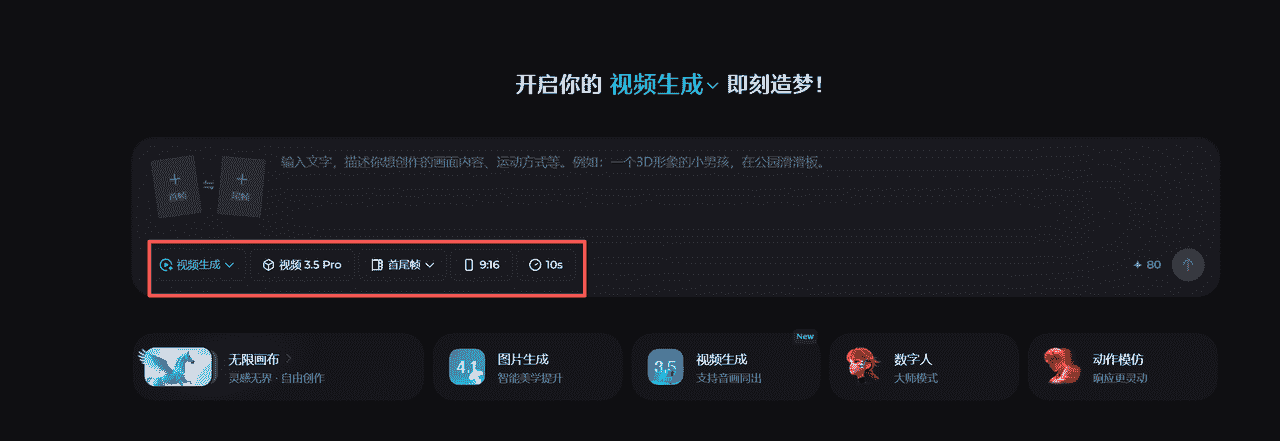 开启你的 视频生成 即刻造梦！
输入文字，描述你想创作的画面内容、运动方式等。例如：一个3D形象的小男孩，在公园滑滑板。
首帧 尾帧
视频生成 视频 3.5 Pro 首尾帧 9:16 10s 80
无限画布
灵感无界 · 自由创作
4.1
图片生成
智能美学提升
New
3.5
视频生成
支持音画同出
数字人
大师模式
动作模仿
响应更灵动